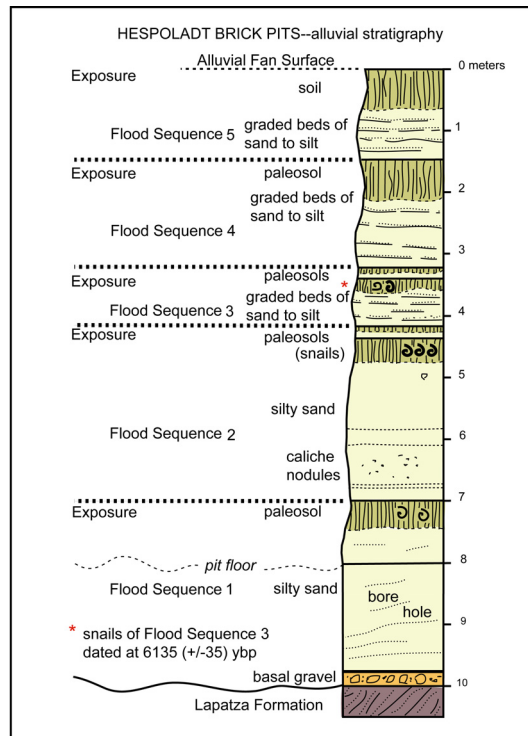 HESPOLADT BRICK PITS--alluvial stratigraphy
Alluvial Fan Surface
0 meters
Exposure
soil
Flood Sequence 5
graded beds of
sand to silt
1
Exposure
paleosol
2
graded beds of
sand to silt
Flood Sequence 4
3
paleosols
Exposure
*
graded beds of
sand to silt
Flood Sequence 3
4
Exposure
paleosols
(snails)
5
silty sand
Flood Sequence 2
6
caliche
nodules
7
Exposure
paleosol
pit floor
8
Flood Sequence 1
silty sand
bore
hole
* snails of Flood Sequence 3
dated at 6135 (+/-35) ybp
9
basal gravel
10
Lapatza Formation